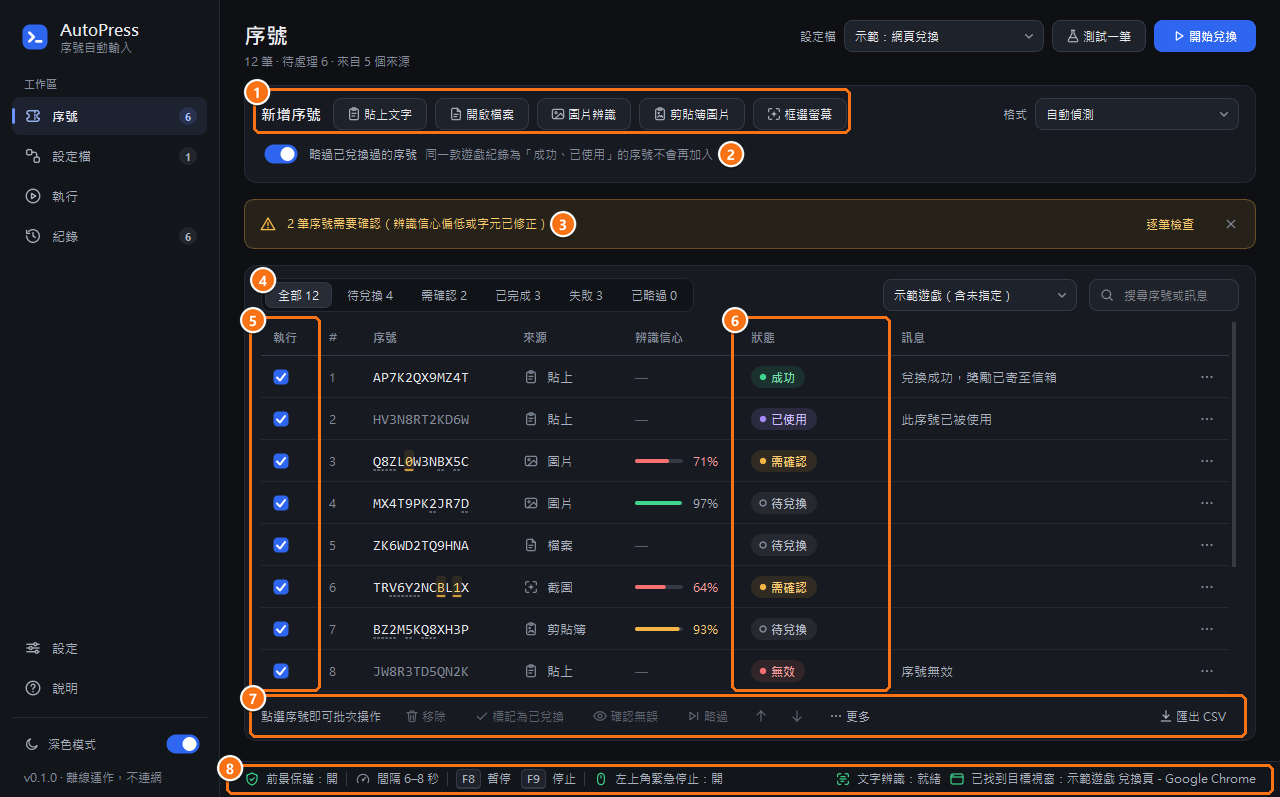 AutoPress
序號自動輸入
工作區
序號 6
設定檔 1
執行
紀錄 6
設定
說明
深色模式
v0.1.0 · 離線運作，不連網
序號
12 筆 · 待處理 6 · 來自 5 個來源
設定檔 示範：網頁兌換 測試一筆 開始兌換
1
新增序號 貼上文字 開啟檔案 圖片辨識 剪貼簿圖片 框選螢幕 格式 自動偵測
略過已兌換過的序號 同一款遊戲紀錄為「成功、已使用」的序號不會再加入 2
2 筆序號需要確認（辨識信心偏低或字元已修正） 3 逐筆檢查
4
全部 12 待兌換 4 需確認 2 已完成 3 失敗 3 已略過 0 示範遊戲（含未指定） 搜尋序號或訊息
5 6
執行 # 序號 來源 辨識信心 狀態 訊息
1 AP7K2QX9MZ4T 貼上 — 成功 兌換成功，獎勵已寄至信箱 ···
2 HV3N8RT2KD6W 貼上 — 已使用 此序號已被使用 ···
3 Q8ZL0W3NBX5C 圖片 71% 需確認 ···
4 MX4T9PK2JR7D 圖片 97% 待兌換 ···
5 ZK6WD2TQ9HNA 檔案 — 待兌換 ···
6 TRV6Y2NCBL1X 截圖 64% 需確認 ···
7 BZ2M5KQ8XH3P 剪貼簿 93% 待兌換 ···
8 JW8R3TD5QN2K 貼上 — 無效 序號無效 ···
7
點選序號即可批次操作 移除 標記為已兌換 確認無誤 略過 ↑ ↓ ··· 更多 匯出 CSV
8
前景保護：開 間隔 6–8 秒 F8 暫停 F9 停止 左上角緊急停止：開 文字辨識：就緒 已找到目標視窗：示範遊戲 兌換頁 - Google Chrome